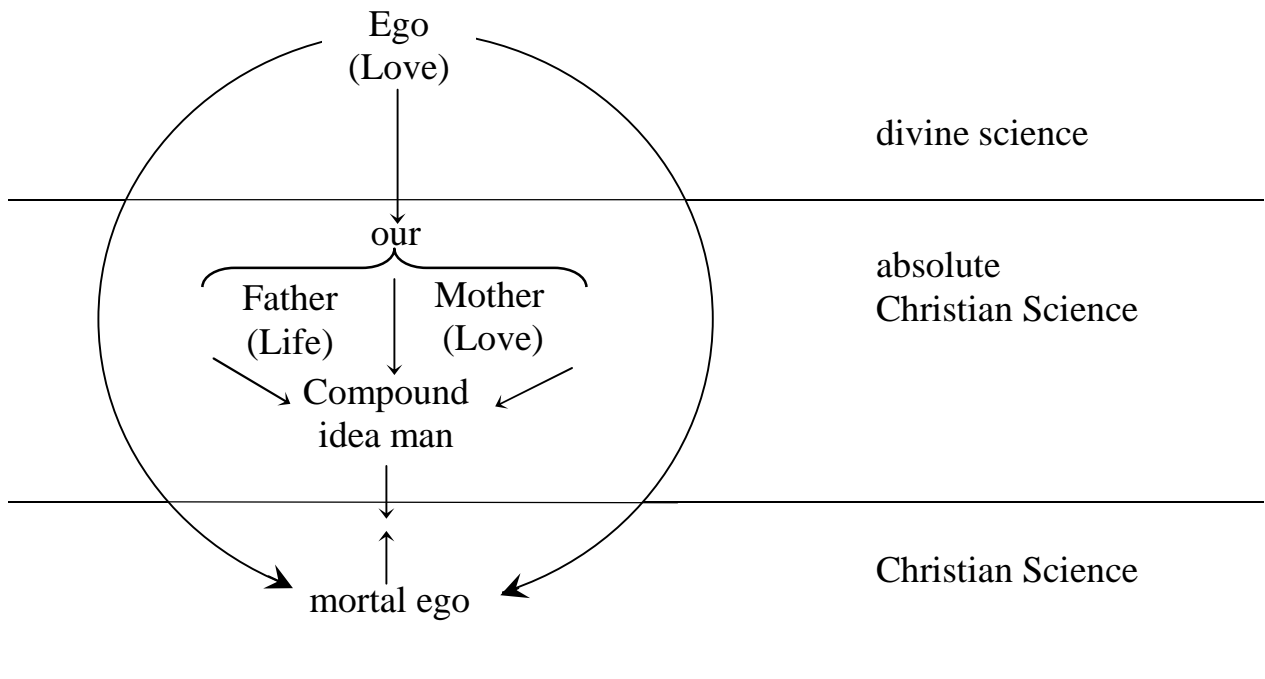 Ego
(Love)
divine science
our
absolute
Christian Science
Father
(Life)
Mother
(Love)
Compound
idea man
Christian Science
mortal ego